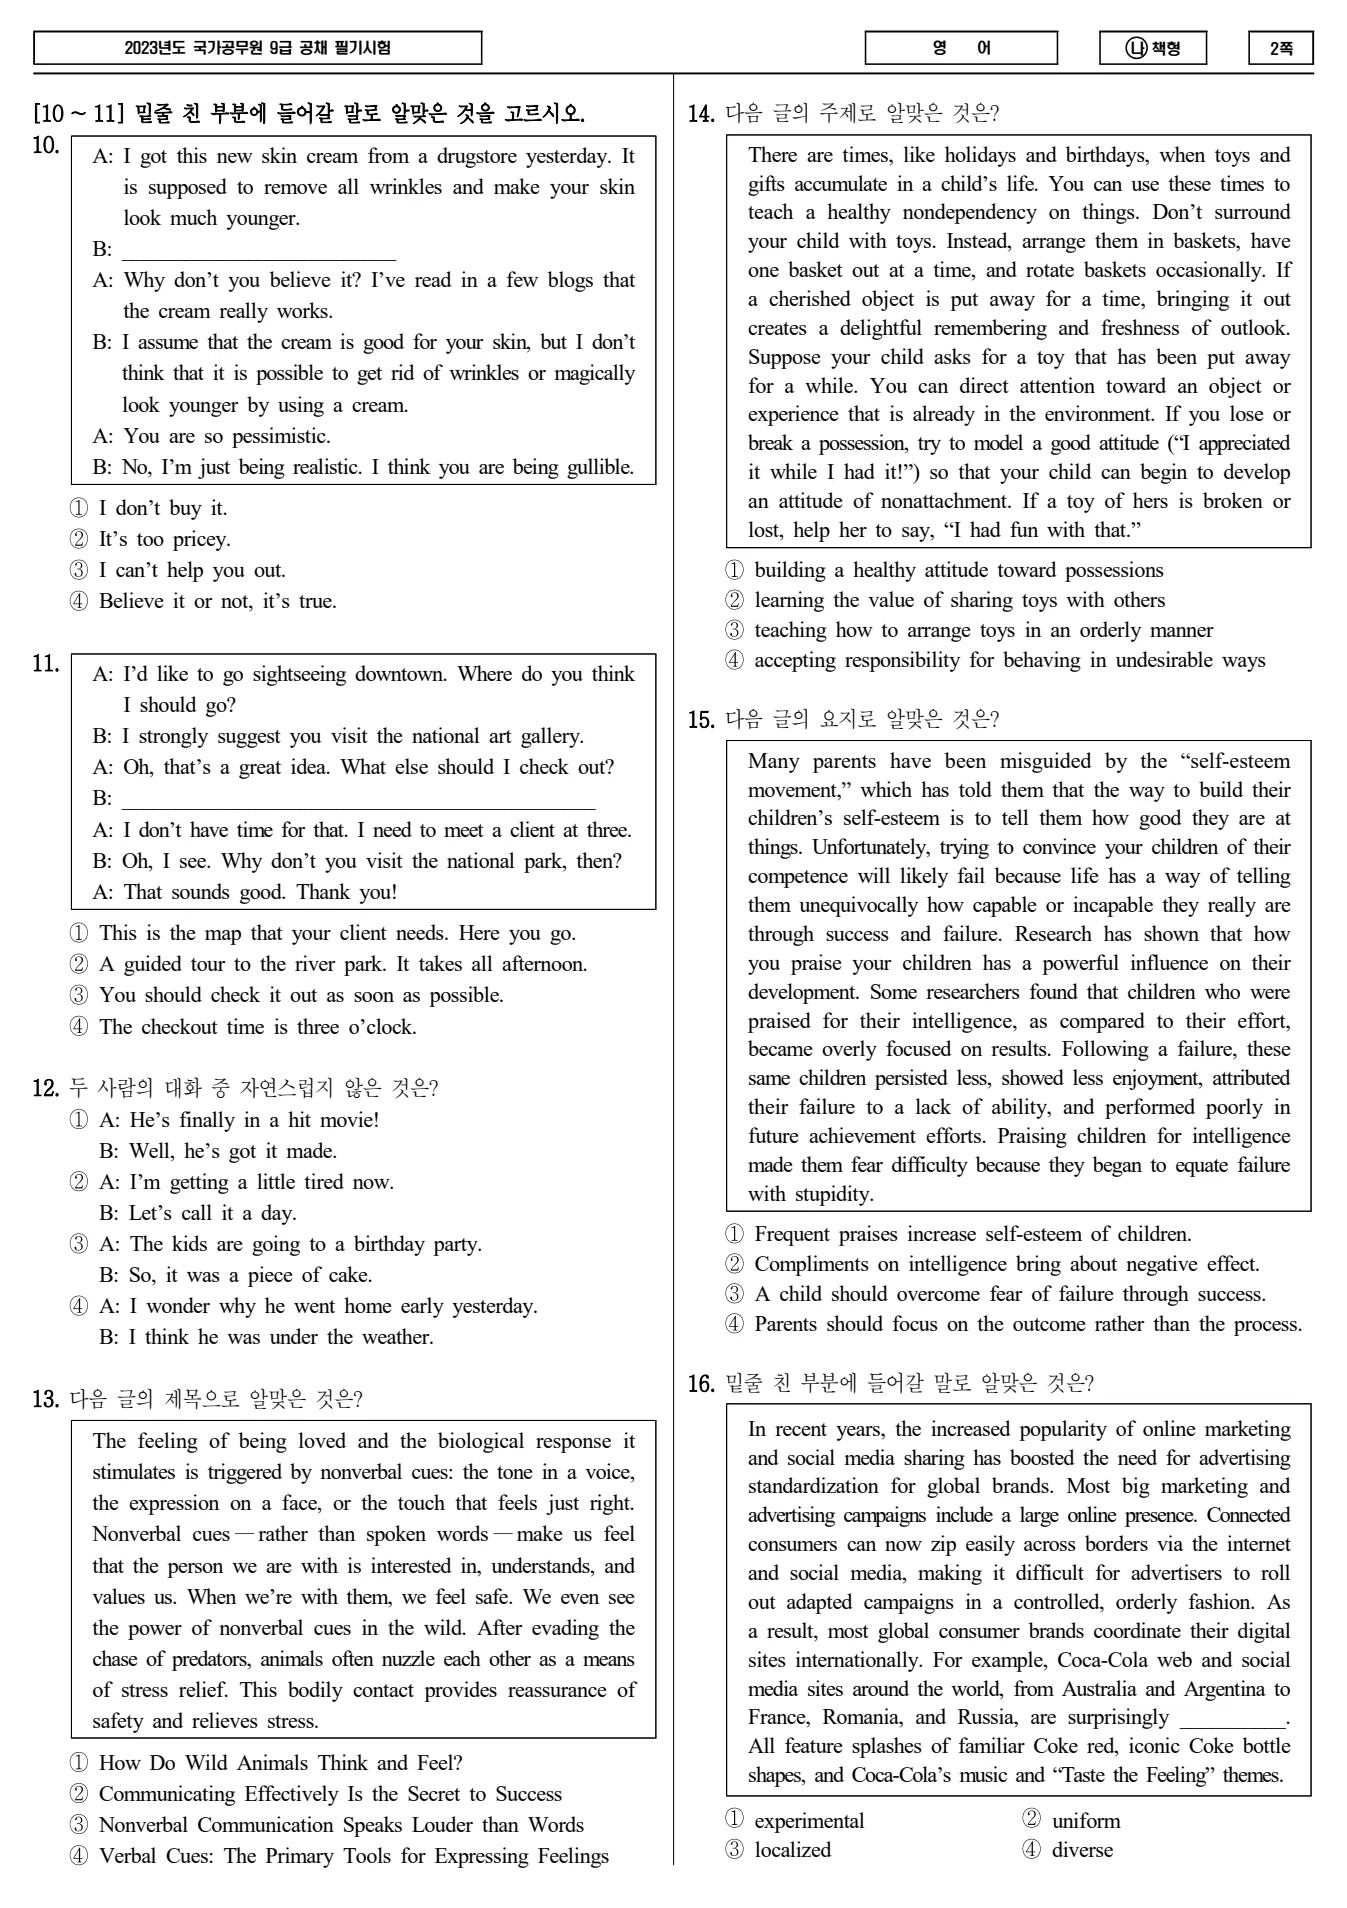 2023년도 국가공무원 9급 공채 필기시험
영 어
㉯ 책형
2쪽
[10 ~ 11] 밑줄 친 부분에 들어갈 말로 알맞은 것을 고르시오.
10.
A: I got this new skin cream from a drugstore yesterday. It
is supposed to remove all wrinkles and make your skin
look much younger.
B: __________________________
A: Why don’t you believe it? I’ve read in a few blogs that
the cream really works.
B: I assume that the cream is good for your skin, but I don’t
think that it is possible to get rid of wrinkles or magically
look younger by using a cream.
A: You are so pessimistic.
B: No, I’m just being realistic. I think you are being gullible.
① I don’t buy it.
② It’s too pricey.
③ I can’t help you out.
④ Believe it or not, it’s true.
11.
A: I’d like to go sightseeing downtown. Where do you think
I should go?
B: I strongly suggest you visit the national art gallery.
A: Oh, that’s a great idea. What else should I check out?
B: _____________________________________________
A: I don’t have time for that. I need to meet a client at three.
B: Oh, I see. Why don’t you visit the national park, then?
A: That sounds good. Thank you!
① This is the map that your client needs. Here you go.
② A guided tour to the river park. It takes all afternoon.
③ You should check it out as soon as possible.
④ The checkout time is three o’clock.
12. 두 사람의 대화 중 자연스럽지 않은 것은?
① A: He’s finally in a hit movie!
B: Well, he’s got it made.
② A: I’m getting a little tired now.
B: Let’s call it a day.
③ A: The kids are going to a birthday party.
B: So, it was a piece of cake.
④ A: I wonder why he went home early yesterday.
B: I think he was under the weather.
13. 다음 글의 제목으로 알맞은 것은?
The feeling of being loved and the biological response it
stimulates is triggered by nonverbal cues: the tone in a voice,
the expression on a face, or the touch that feels just right.
Nonverbal cues — rather than spoken words — make us feel
that the person we are with is interested in, understands, and
values us. When we’re with them, we feel safe. We even see
the power of nonverbal cues in the wild. After evading the
chase of predators, animals often nuzzle each other as a means
of stress relief. This bodily contact provides reassurance of
safety and relieves stress.
① How Do Wild Animals Think and Feel?
② Communicating Effectively Is the Secret to Success
③ Nonverbal Communication Speaks Louder than Words
④ Verbal Cues: The Primary Tools for Expressing Feelings
14. 다음 글의 주제로 알맞은 것은?
There are times, like holidays and birthdays, when toys and
gifts accumulate in a child’s life. You can use these times to
teach a healthy nondependency on things. Don’t surround
your child with toys. Instead, arrange them in baskets, have
one basket out at a time, and rotate baskets occasionally. If
a cherished object is put away for a time, bringing it out
creates a delightful remembering and freshness of outlook.
Suppose your child asks for a toy that has been put away
for a while. You can direct attention toward an object or
experience that is already in the environment. If you lose or
break a possession, try to model a good attitude (“I appreciated
it while I had it!”) so that your child can begin to develop
an attitude of nonattachment. If a toy of hers is broken or
lost, help her to say, “I had fun with that.”
① building a healthy attitude toward possessions
② learning the value of sharing toys with others
③ teaching how to arrange toys in an orderly manner
④ accepting responsibility for behaving in undesirable ways
15. 다음 글의 요지로 알맞은 것은?
Many parents have been misguided by the “self-esteem
movement,” which has told them that the way to build their
children’s self-esteem is to tell them how good they are at
things. Unfortunately, trying to convince your children of their
competence will likely fail because life has a way of telling
them unequivocally how capable or incapable they really are
through success and failure. Research has shown that how
you praise your children has a powerful influence on their
development. Some researchers found that children who were
praised for their intelligence, as compared to their effort,
became overly focused on results. Following a failure, these
same children persisted less, showed less enjoyment, attributed
their failure to a lack of ability, and performed poorly in
future achievement efforts. Praising children for intelligence
made them fear difficulty because they began to equate failure
with stupidity.
① Frequent praises increase self-esteem of children.
② Compliments on intelligence bring about negative effect.
③ A child should overcome fear of failure through success.
④ Parents should focus on the outcome rather than the process.
16. 밑줄 친 부분에 들어갈 말로 알맞은 것은?
In recent years, the increased popularity of online marketing
and social media sharing has boosted the need for advertising
standardization for global brands. Most big marketing and
advertising campaigns include a large online presence. Connected
consumers can now zip easily across borders via the internet
and social media, making it difficult for advertisers to roll
out adapted campaigns in a controlled, orderly fashion. As
a result, most global consumer brands coordinate their digital
sites internationally. For example, Coca-Cola web and social
media sites around the world, from Australia and Argentina to
France, Romania, and Russia, are surprisingly __________.
All feature splashes of familiar Coke red, iconic Coke bottle
shapes, and Coca-Cola’s music and “Taste the Feeling” themes.
① experimental
② uniform
③ localized
④ diverse